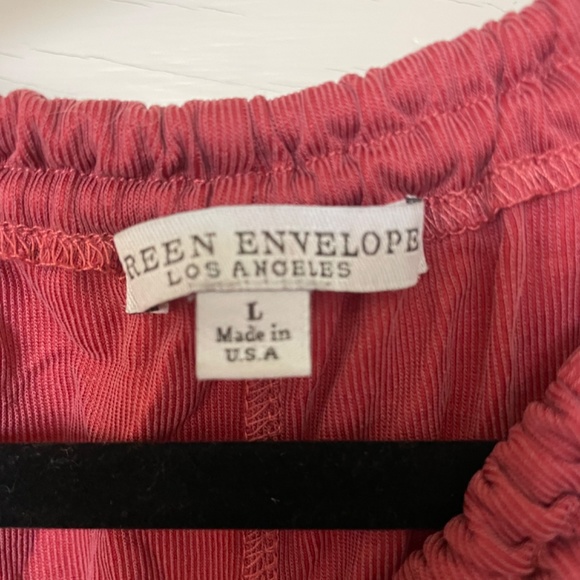 REEN ENVELOPE
LOS ANGELES
L
Made in
U.S.A